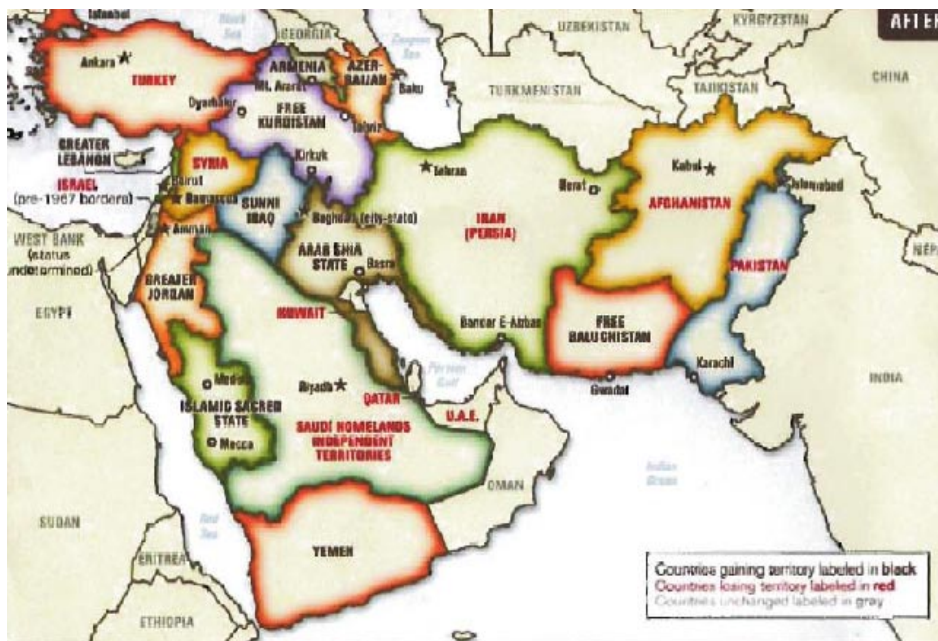 Istanbul
Black
Sea
GEORGIA
Caspian
Sea
UZBEKISTAN
KYRGYZSTAN
AFTER
Ankara
TURKEY
ARMENIA
AZER-
BAIJAN
Mt. Ararat
Baku
TURKMENISTAN
TAJIKISTAN
CHINA
Dyarbakir
FREE
KURDISTAN
Tabriz
GREATER
LEBANON
SYRIA
Kirkuk
Tehran
Herat
Kabul
Islamabad
ISRAEL
(pre-1967 borders)
Beirut
Damascus
SUNNI
IRAQ
Baghdad (city-state)
IRAN
(PERSIA)
AFGHANISTAN
WEST BANK
(status
undetermined)
Amman
ARAB SHIA
STATE
Basra
PAKISTAN
NEP
EGYPT
GREATER
JORDAN
KUWAIT
Bandar E-Abbas
FREE
BALUCHISTAN
Karachi
Gwadar
INDIA
Persian
Gulf
Riyadh
QATAR
U.A.E.
ISLAMIC SACRED
STATE
Mecca
SAUDI HOMELANDS
INDEPENDENT
TERRITORIES
OMAN
Indian
Ocean
SUDAN
Red
Sea
YEMEN
ERITREA
ETHIOPIA
Countries gaining territory labeled in black
Countries losing territory labeled in red
Countries unchanged labeled in gray